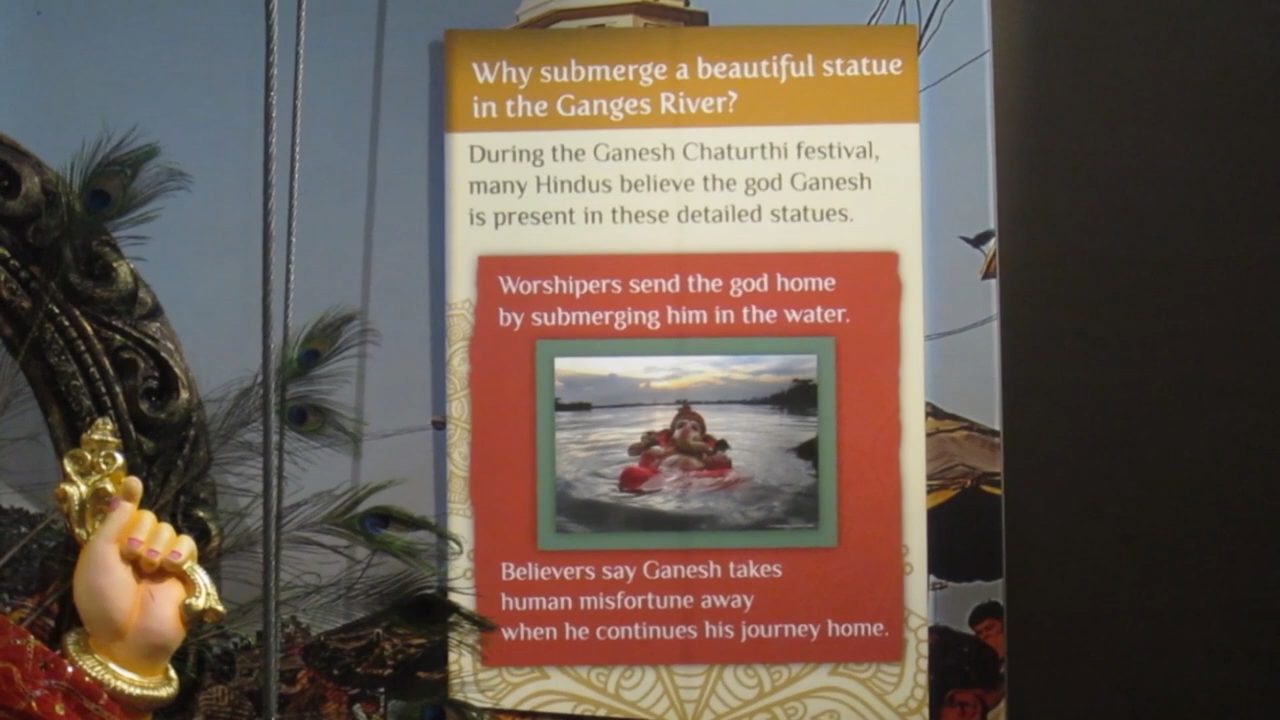 Why submerge a beautiful statue
in the Ganges River?
During the Ganesh Chaturthi festival,
many Hindus believe the god Ganesh
is present in these detailed statues.
Worshipers send the god home
by submerging him in the water.
Believers say Ganesh takes
human misfortune away
when he continues his journey home.